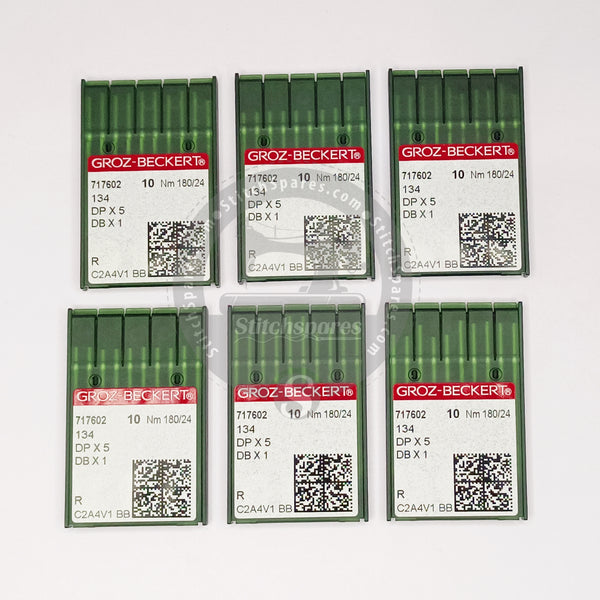 GROZ-BECKERT®
717602 10 Nm 180/24
134
DP X 5
DB X 1
R
C2A4V1 BB
GROZ-BECKERT®
717602 10 Nm 180/24
134
DP X 5
DB X 1
R
C2A4V1 BB
GROZ-BECKERT®
717602 10 Nm 180/24
134
DP X 5
DB X 1
R
C2A4V1 BB
StitchSpares.com
Stitchspares
S
GROZ-BECKERT®
717602 10 Nm 180/24
134
DP X 5
DB X 1
R
C2A4V1 BB
GROZ-BECKERT®
717602 10 Nm 180/24
134
DP X 5
DB X 1
R
C2A4V1 BB
GROZ-BECKERT®
717602 10 Nm 180/24
134
DP X 5
DB X 1
R
C2A4V1 BB